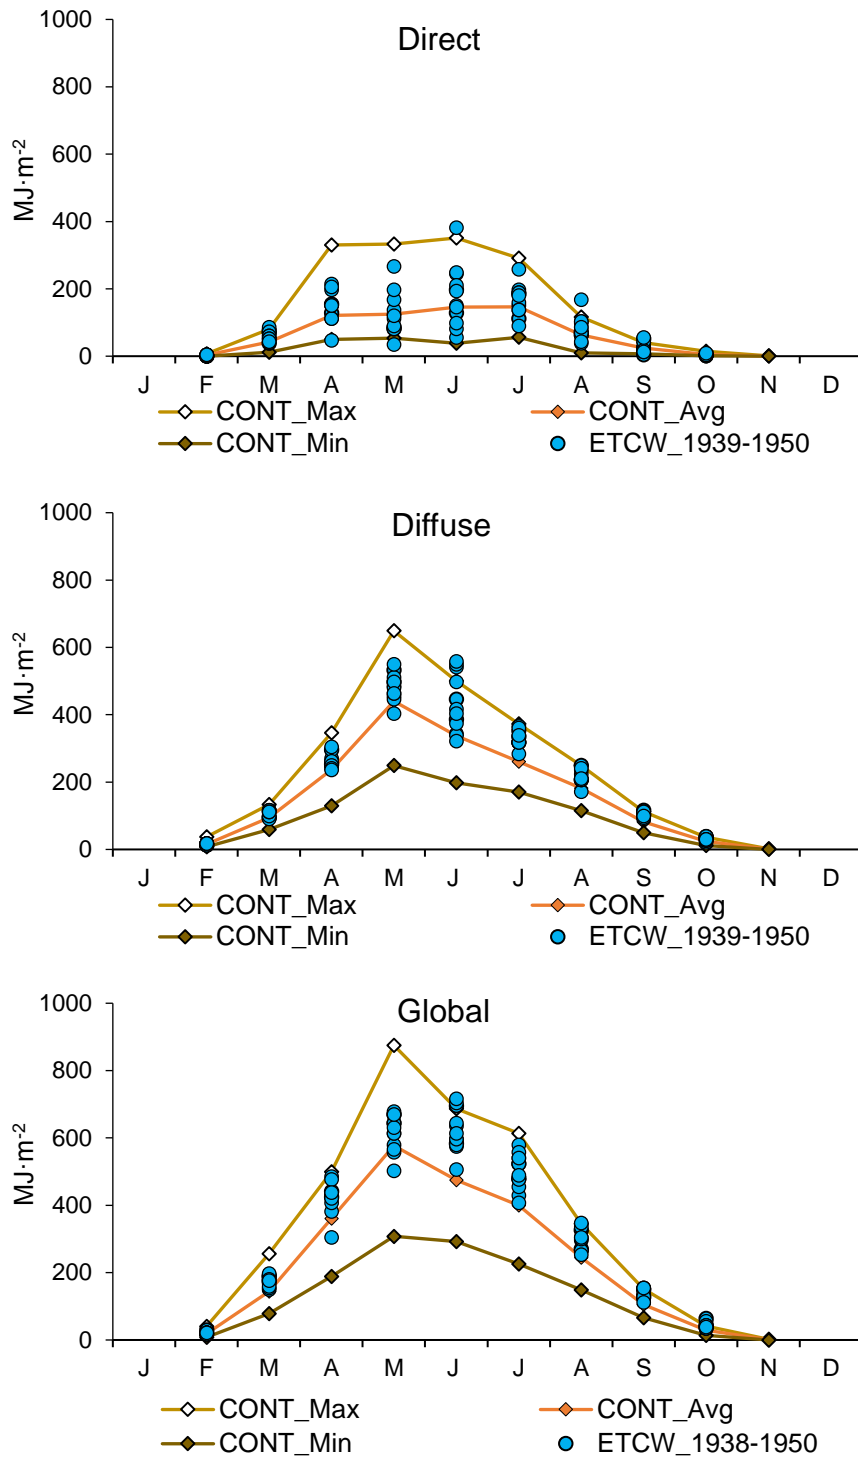 Direct
MJ·m-2
1000
800
600
400
200
0
J F M A M J J A S O N D
CONT_Max CONT_Avg
CONT_Min ETCW_1939-1950
Diffuse
MJ·m-2
1000
800
600
400
200
0
J F M A M J J A S O N D
CONT_Max CONT_Avg
CONT_Min ETCW_1939-1950
Global
MJ·m-2
1000
800
600
400
200
0
J F M A M J J A S O N D
CONT_Max CONT_Avg
CONT_Min ETCW_1938-1950